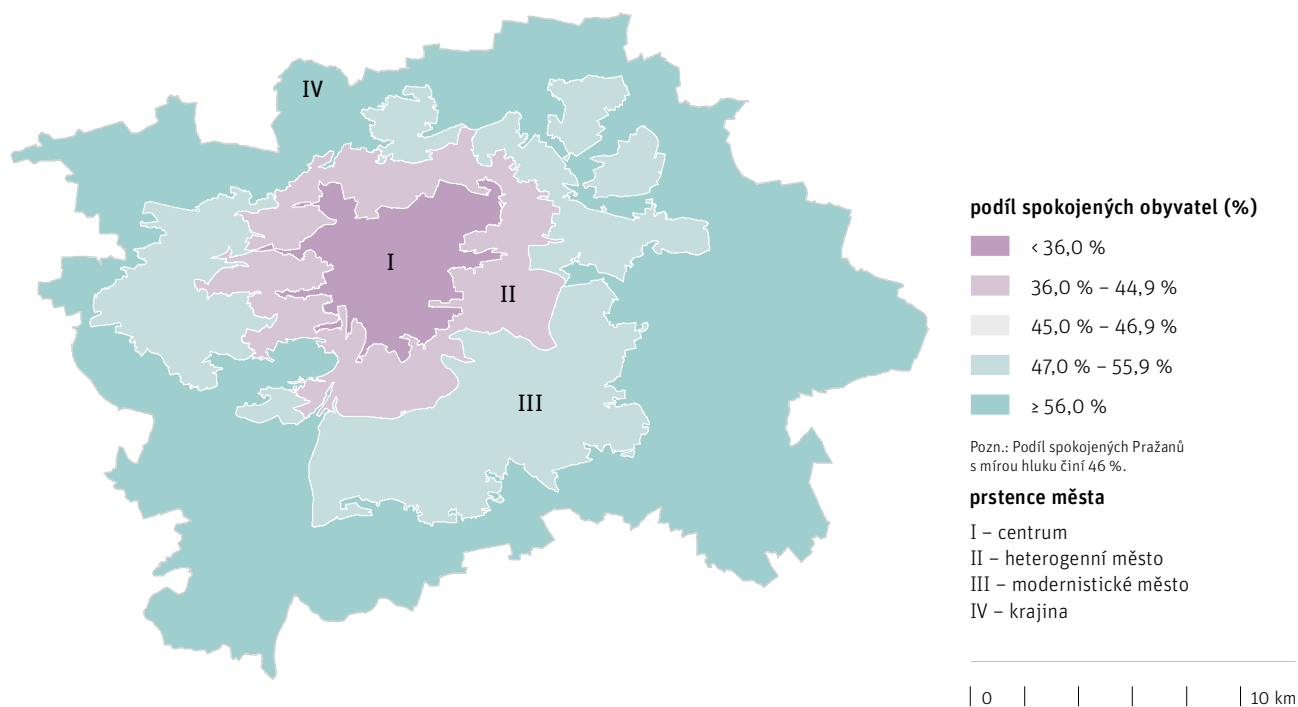 IV
I
II
III
podíl spokojených obyvatel (%)
< 36,0 %
36,0 % – 44,9 %
45,0 % – 46,9 %
47,0 % – 55,9 %
≥ 56,0 %
Pozn.: Podíl spokojených Pražanů
s mírou hluku činí 46 %.
prstence města
I – centrum
II – heterogenní město
III – modernistické město
IV – krajina
0 10 km